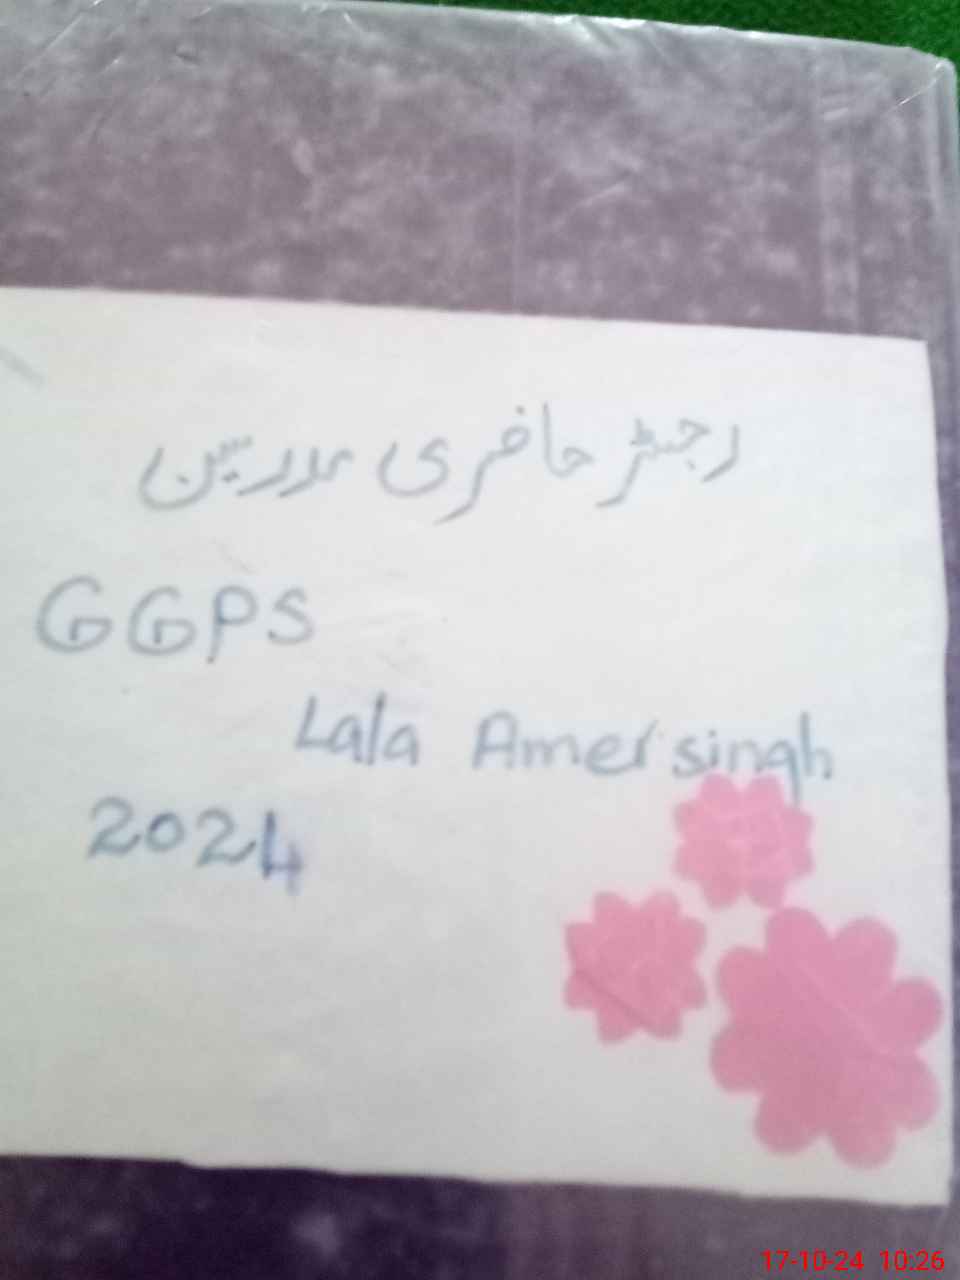 رجسٹر حاضری مدرسین
GGPS
Lala Amersingh
2024
17-10-24 10:26